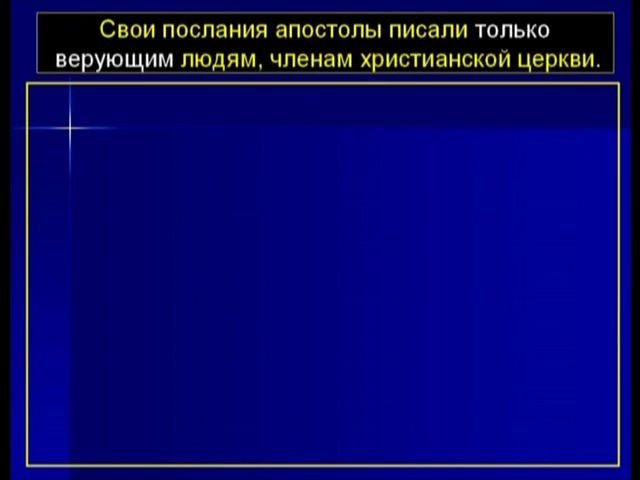 Свои послания апостолы писали только
верующим людям, членам христианской церкви.